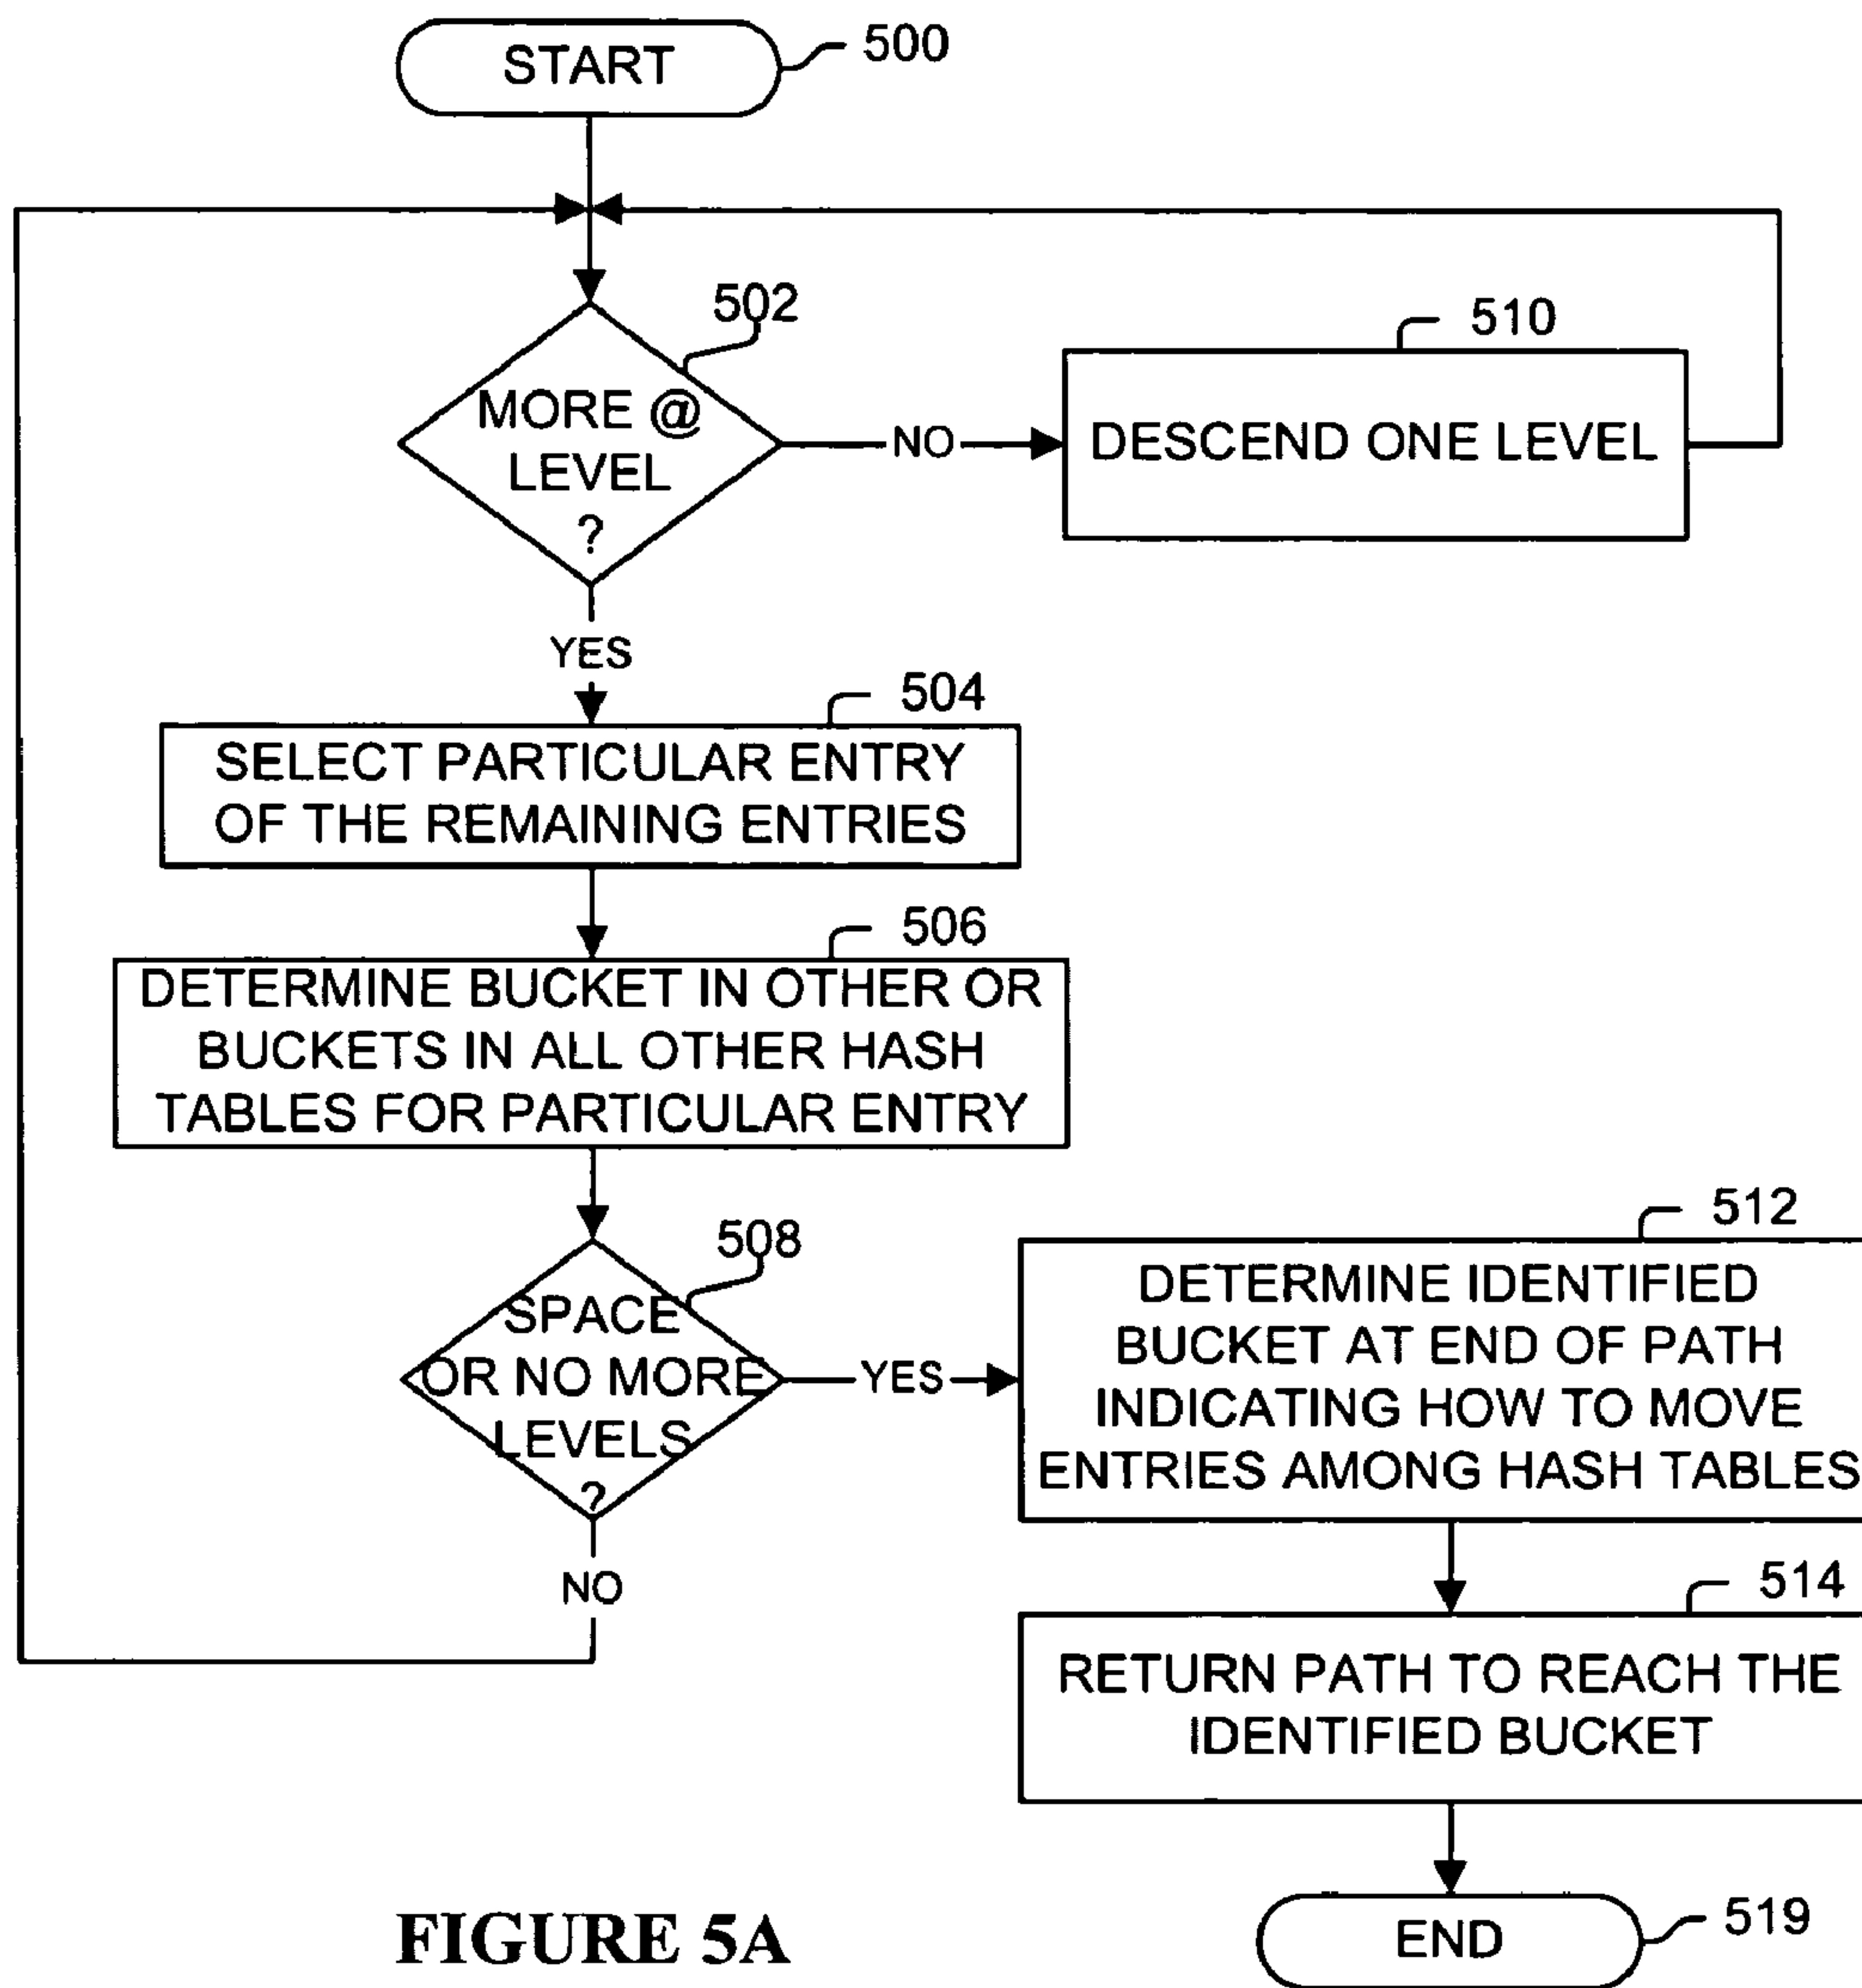 START
500
502
MORE @
LEVEL
?
NO
510
DESCEND ONE LEVEL
YES
504
SELECT PARTICULAR ENTRY
OF THE REMAINING ENTRIES
506
DETERMINE BUCKET IN OTHER OR
BUCKETS IN ALL OTHER HASH
TABLES FOR PARTICULAR ENTRY
508
SPACE
OR NO MORE
LEVELS
?
YES
NO
512
DETERMINE IDENTIFIED
BUCKET AT END OF PATH
INDICATING HOW TO MOVE
ENTRIES AMONG HASH TABLES
514
RETURN PATH TO REACH THE
IDENTIFIED BUCKET
END
519
FIGURE 5A